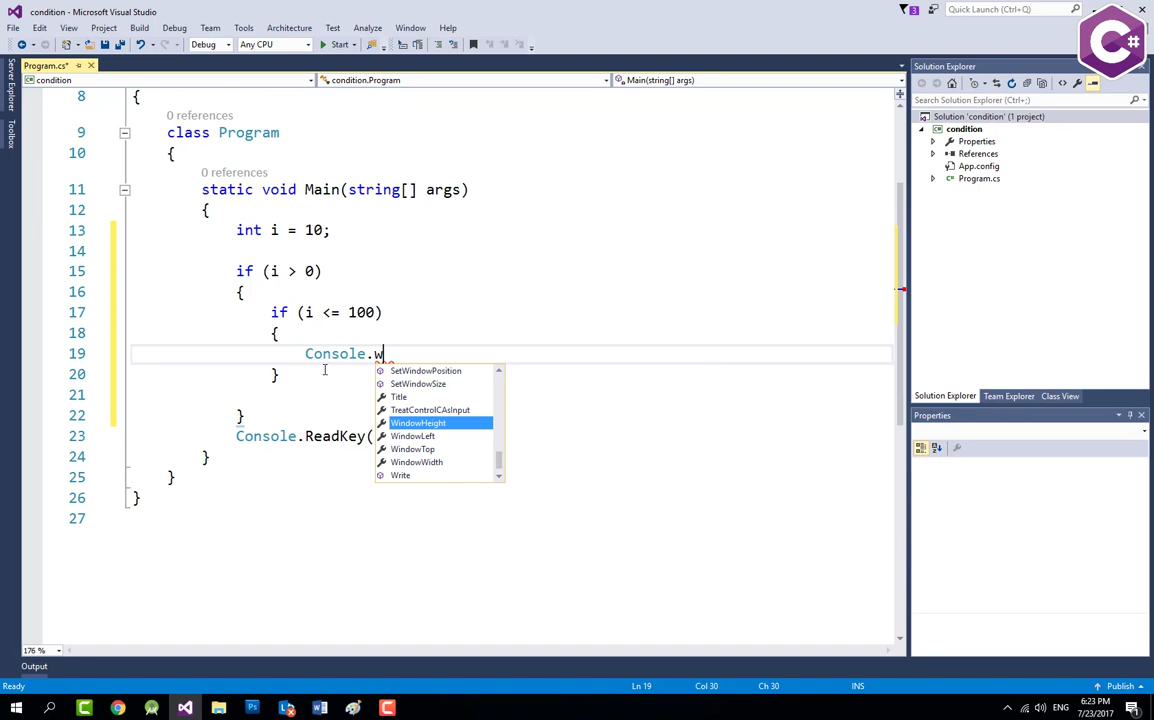 condition - Microsoft Visual Studio
3
Quick Launch (Ctrl+;)
File Edit View Project Build Debug Team Tools Architecture Test Analyze Window Help
Debug Any CPU Start
C#
Server Explorer
Toolbox
Program.cs*
condition
condition.Program
Main(string[] args)
8 {
0 references
9 class Program
10 {
0 references
11 static void Main(string[] args)
12 {
13 int i = 10;
14
15 if (i > 0)
16 {
17 if (i <= 100)
18 {
19 Console.w
20 }
21
22 }
23 Console.ReadKey(
24 }
25 }
26 }
27
SetWindowPosition
SetWindowSize
Title
TreatControlCAsInput
WindowHeight
WindowLeft
WindowTop
WindowWidth
Write
Solution Explorer
Search Solution Explorer (Ctrl+;)
Solution 'condition' (1 project)
condition
Properties
References
App.config
Program.cs
Solution Explorer Team Explorer Class View
Properties
176 %
Output
Ready
Ln 19 Col 30 Ch 30 INS
Publish
ENG
6:23 PM
7/23/2017